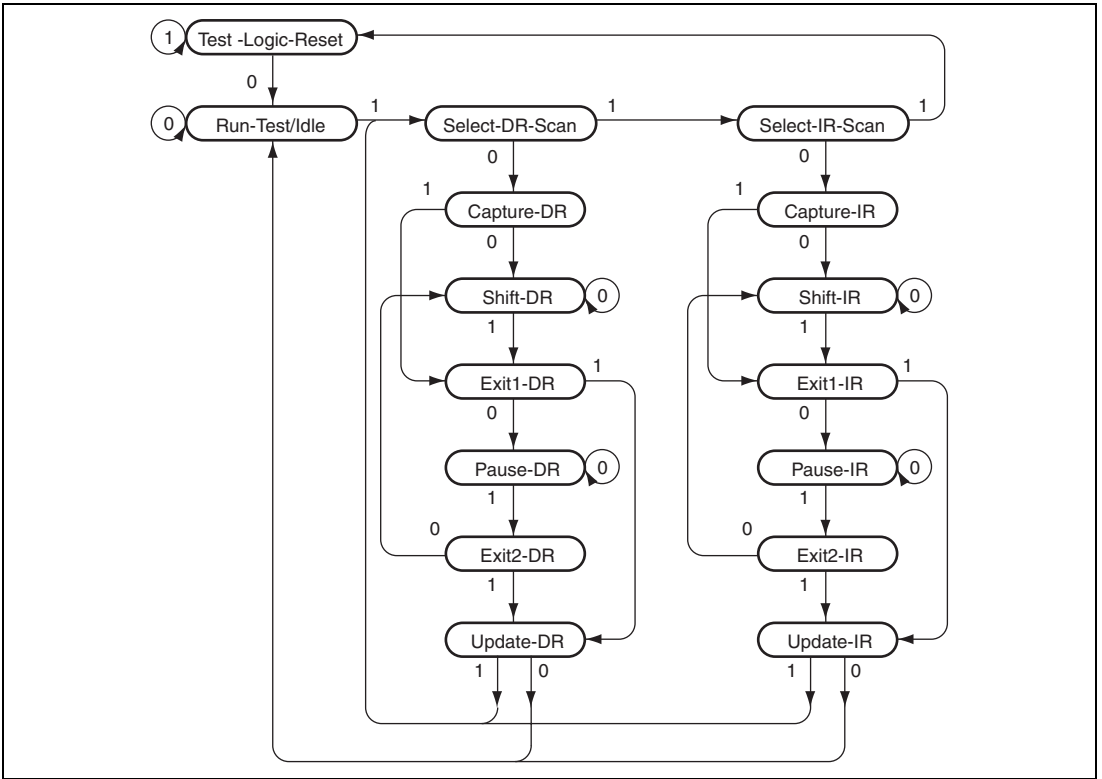 1
Test -Logic-Reset
0
0
Run-Test/Idle
1
Select-DR-Scan
1
Select-IR-Scan
1
0
0
1
Capture-DR
1
Capture-IR
0
0
Shift-DR
0
Shift-IR
0
1
1
Exit1-DR
1
Exit1-IR
1
0
0
Pause-DR
0
Pause-IR
0
1
1
0
Exit2-DR
0
Exit2-IR
1
1
Update-DR
Update-IR
1
0
1
0